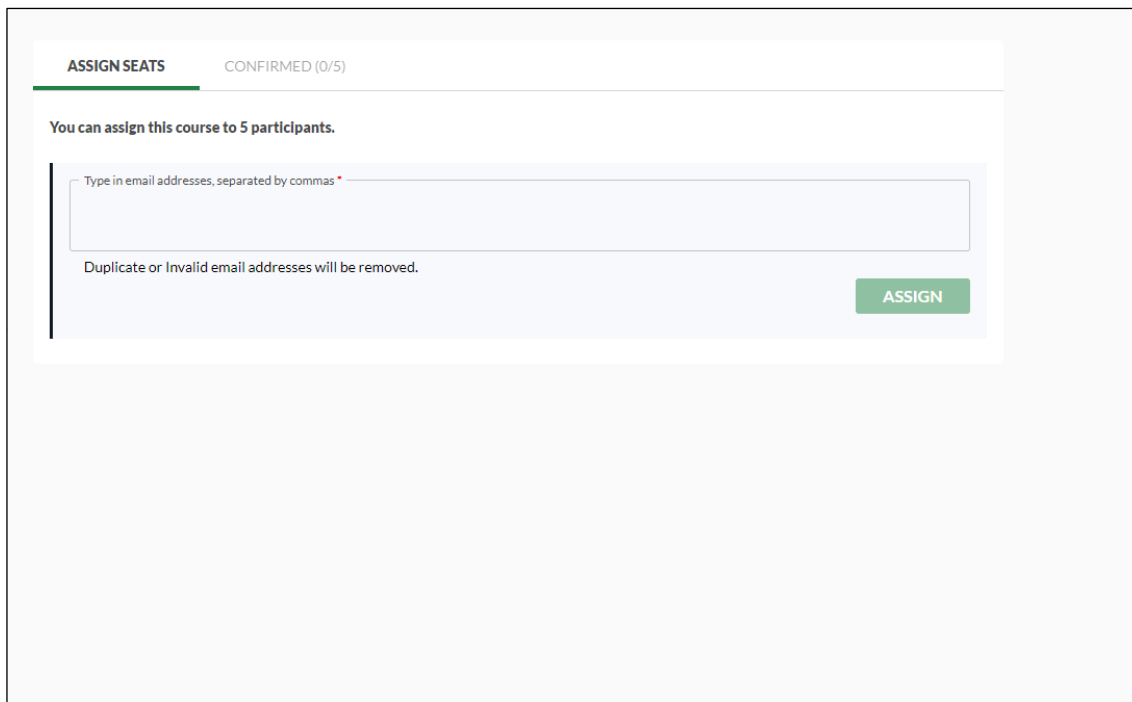 ASSIGN SEATS CONFIRMED (0/5)
You can assign this course to 5 participants.
Type in email addresses, separated by commas *
Duplicate or Invalid email addresses will be removed.
ASSIGN